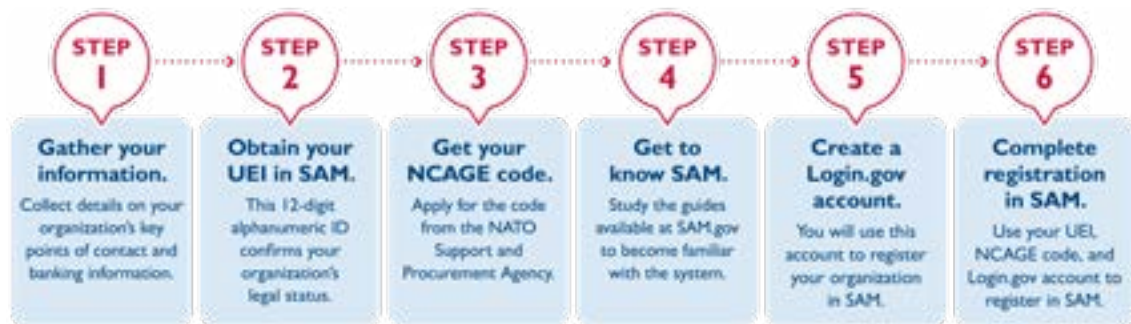 STEP
1
Gather your
information.
Collect details on your
organization's key
points of contact and
banking information.
STEP
2
Obtain your
UEI in SAM.
This 12-digit
alphanumeric ID
confirms your
organization's
legal status.
STEP
3
Get your
NCAGE code.
Apply for the code
from the NATO
Support and
Procurement Agency.
STEP
4
Get to
know SAM.
Study the guides
available at SAM.gov
to become familiar
with the system.
STEP
5
Create a
Login.gov
account.
You will use this
account to register
your organization
in SAM.
STEP
6
Complete
registration
in SAM.
Use your UEI,
NCAGE code, and
Login.gov account to
register in SAM.